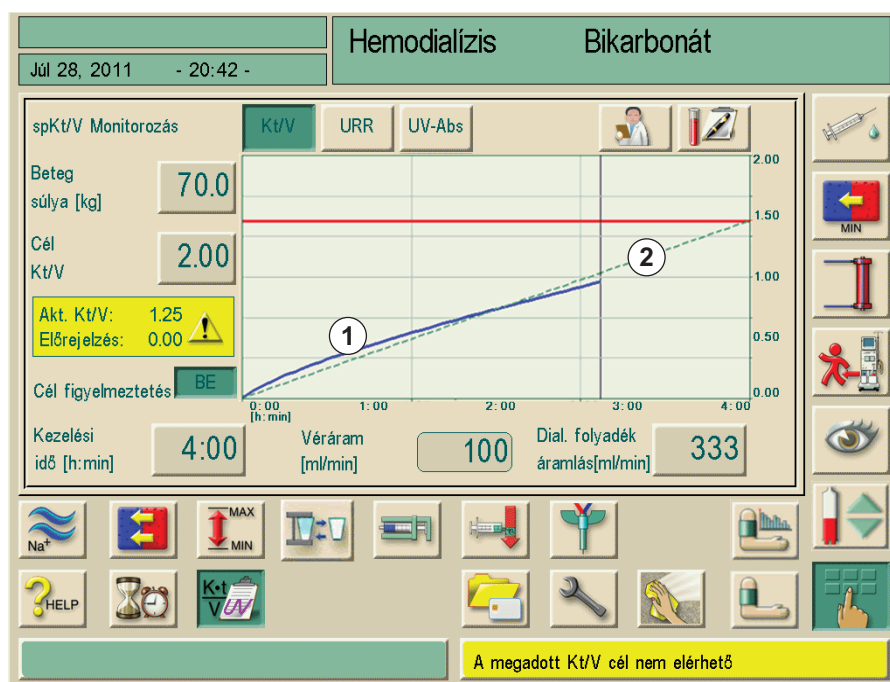 Hemodialízis Bikarbonát
Júl 28, 2011 - 20:42 -
spKt/V Monitorozás
Kt/V
URR
UV-Abs
Beteg
súlya [kg]
70.0
Cél
Kt/V
2.00
Akt. Kt/V: 1.25
Előrejelzés: 0.00
Cél figyelmeztetés
BE
2.00
1.50
1.00
0.50
0.00
1
2
0:00 1:00 2:00 3:00 4:00
[h:min]
Kezelési
idő [h:min]
4:00
Véráram
[ml/min]
100
Dial. folyadék
áramlás[ml/min]
333
MIN
Na+
MAX
MIN
?HELP
K•t
V UV
A megadott Kt/V cél nem elérhető